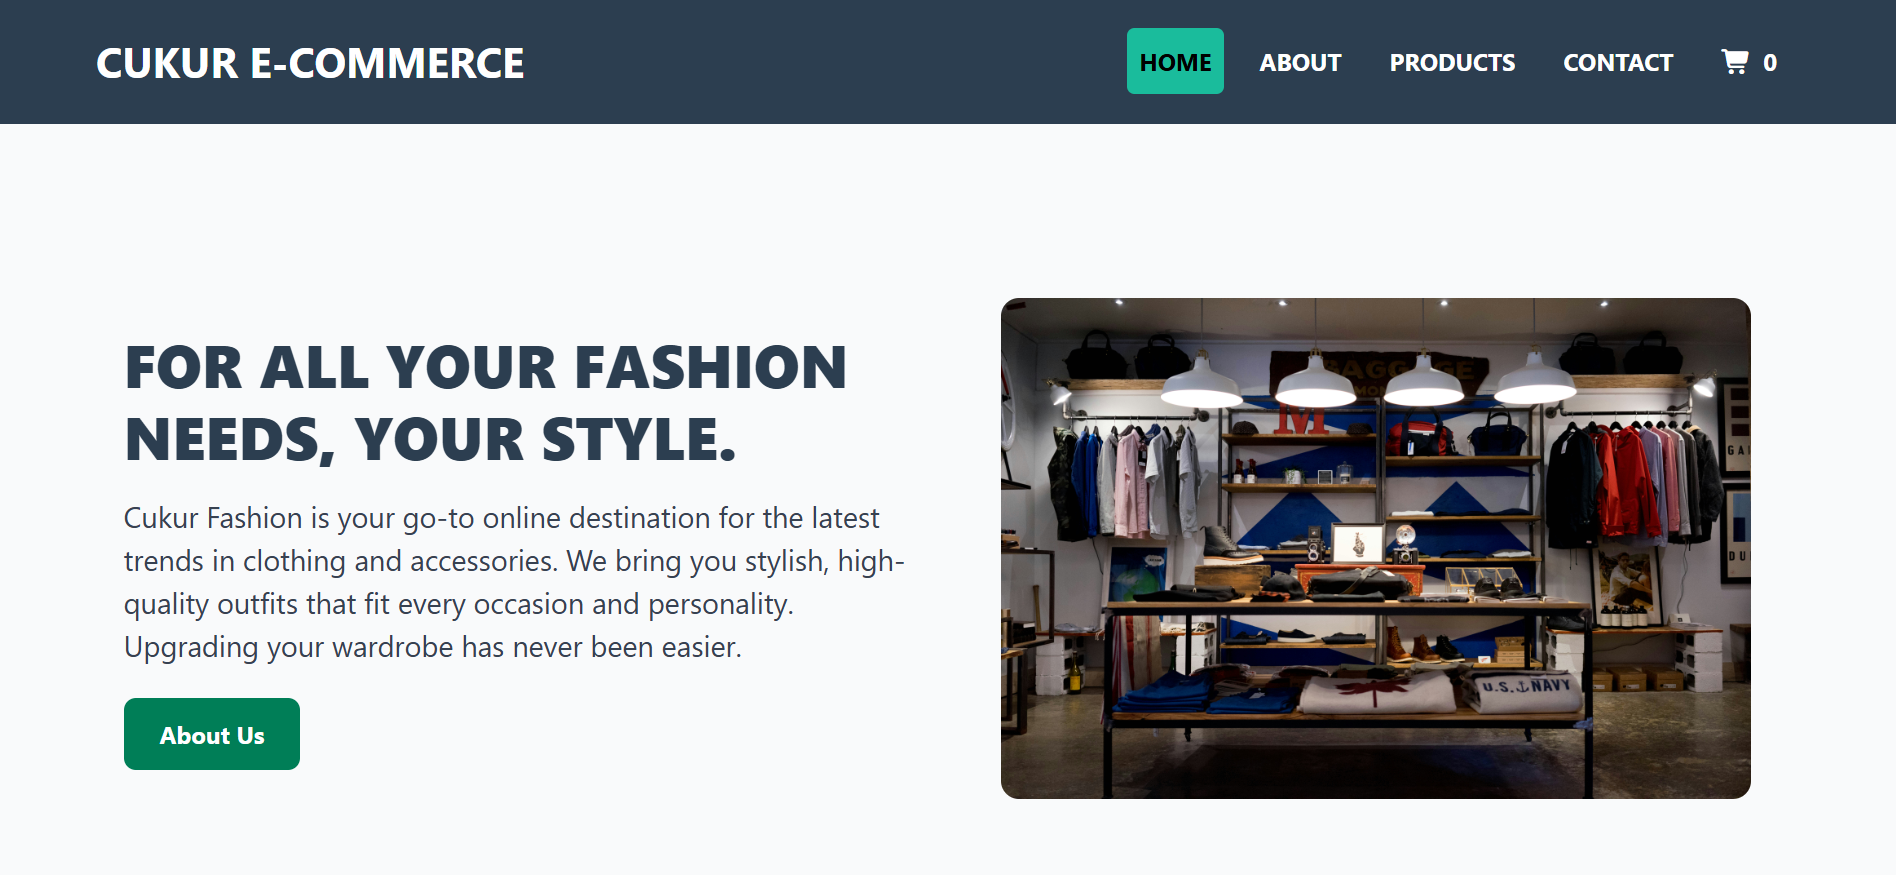 CUKUR E-COMMERCE
HOME ABOUT PRODUCTS CONTACT 0
FOR ALL YOUR FASHION
NEEDS, YOUR STYLE.
Cukur Fashion is your go-to online destination for the latest
trends in clothing and accessories. We bring you stylish, high-
quality outfits that fit every occasion and personality.
Upgrading your wardrobe has never been easier.
About Us
BAGGAGE
M
U.S. NAVY